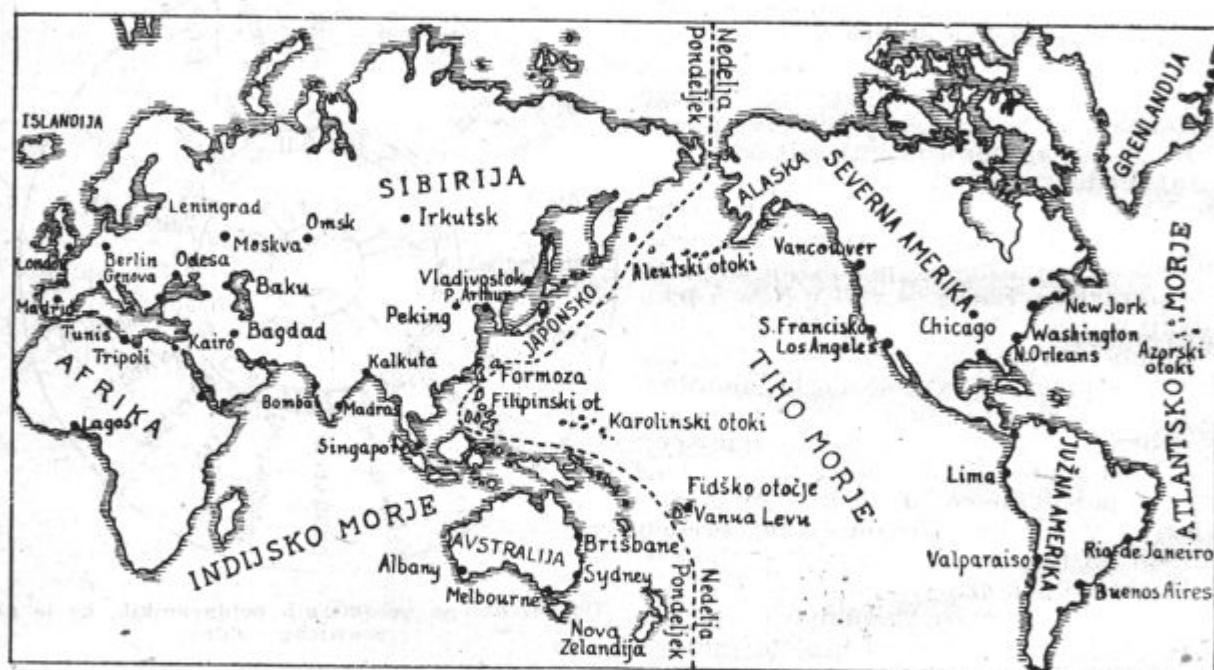 Nedelja
Pondeljek
ISLANDIJA
GRENLANDIJA
SIBIRIJA
ALASKA
SEVERNA AMERIKA
Leningrad
Irkutsk
Omsk
Moskva
London
Berlin
Genova
Odesa
Vancouver
Aleutski otoki
Vladivostok
P. Arthur
Baku
Madrid
Peking
JAPONSKO
New Jork
Chicago
Washington
S. Francisko
Los Angeles
N. Orleans
Azorski
otoki
ATLANTSKO MORJE
Tunis
Tripoli
Kairo
Bagdad
Kalkuta
Formoza
TIHO MORJE
AFRIKA
Bombaj
Madras
Filipinski ot.
Karolinski otoki
Lagos
Singapor
Lima
JUŽNA AMERIKA
INDIJSKO MORJE
Fidško otočje
Vanua Levu
AVSTRALIJA
Brisbane
Albany
Sydney
Valparaiso
Rio de Janeiro
Melbourne
Buenos Aires
Nova
Zelandija
Pondeljek
Nedelja